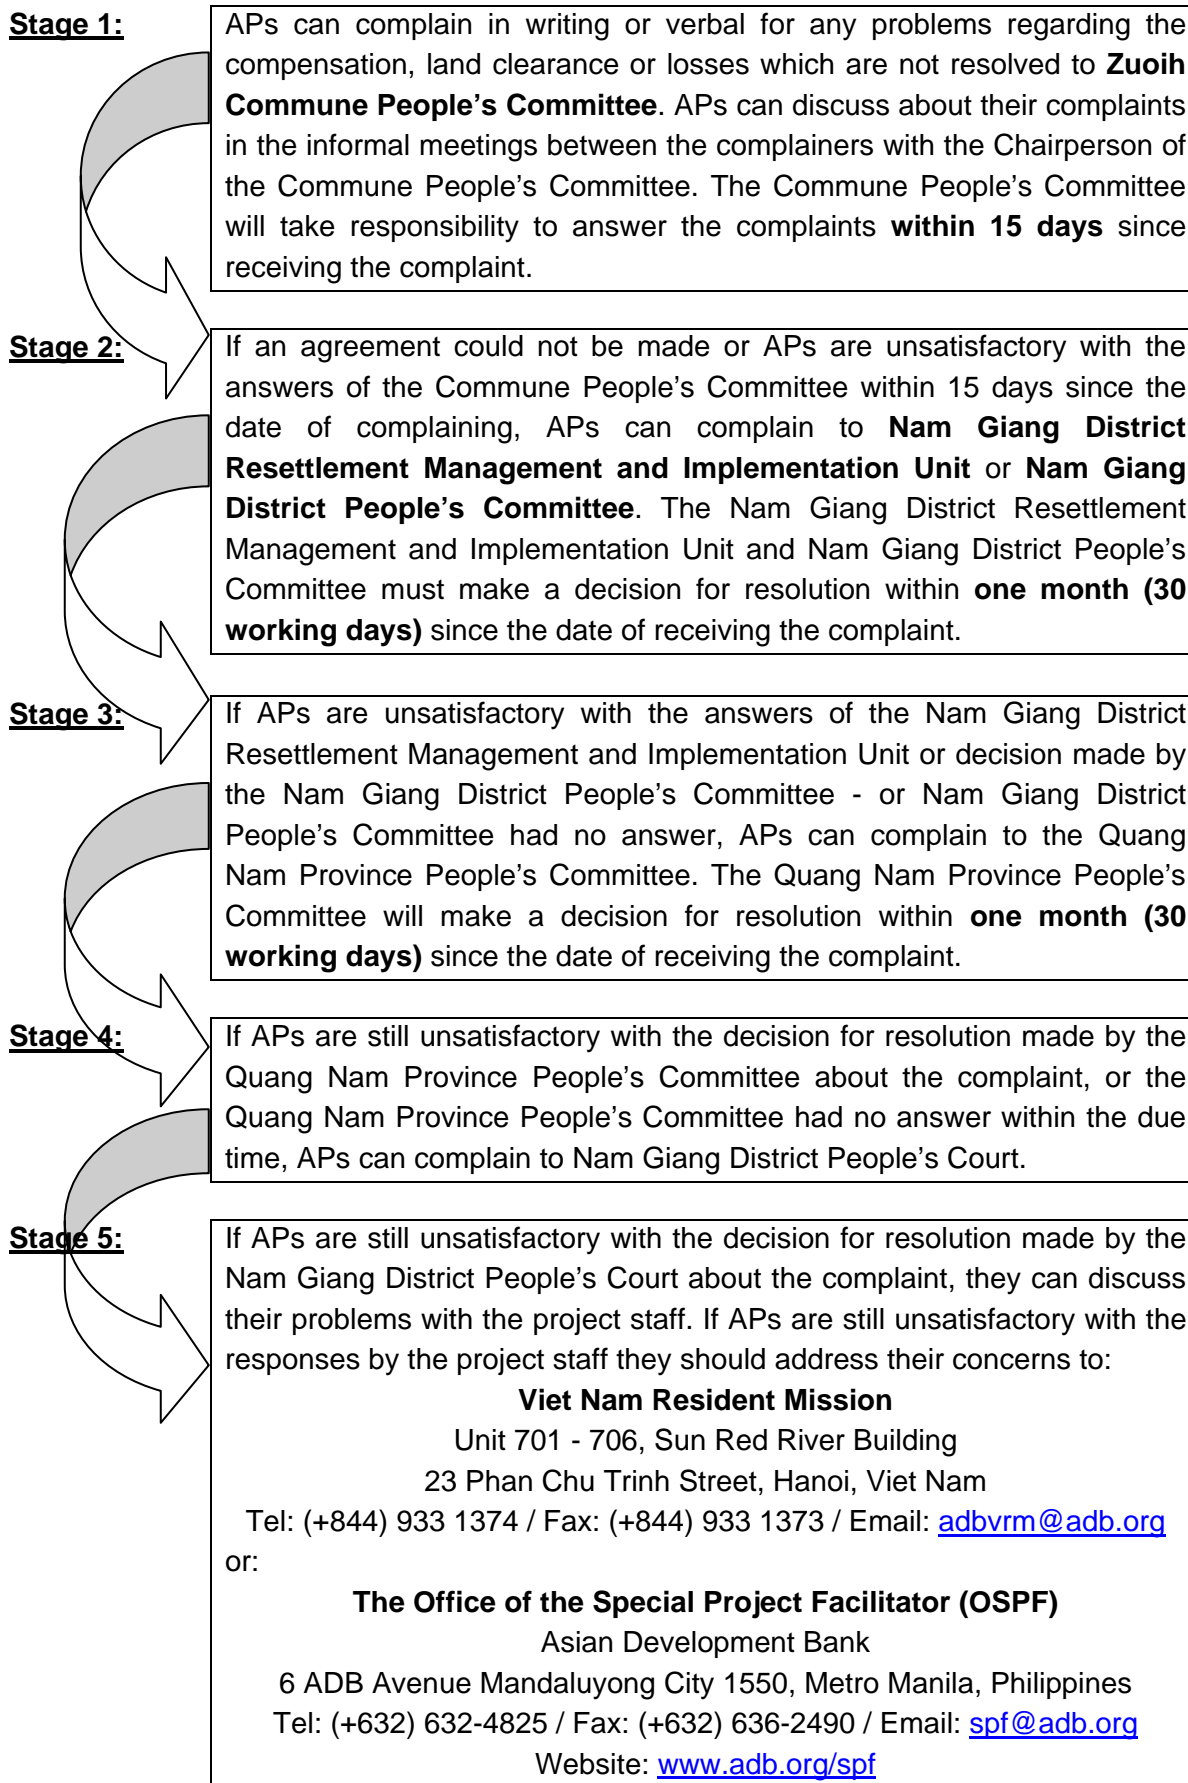 Stage 1:
APs can complain in writing or verbal for any problems regarding the
compensation, land clearance or losses which are not resolved to Zuoih
Commune People’s Committee. APs can discuss about their complaints
in the informal meetings between the complainers with the Chairperson of
the Commune People’s Committee. The Commune People’s Committee
will take responsibility to answer the complaints within 15 days since
receiving the complaint.
Stage 2:
If an agreement could not be made or APs are unsatisfactory with the
answers of the Commune People’s Committee within 15 days since the
date of complaining, APs can complain to Nam Giang District
Resettlement Management and Implementation Unit or Nam Giang
District People’s Committee. The Nam Giang District Resettlement
Management and Implementation Unit and Nam Giang District People’s
Committee must make a decision for resolution within one month (30
working days) since the date of receiving the complaint.
Stage 3:
If APs are unsatisfactory with the answers of the Nam Giang District
Resettlement Management and Implementation Unit or decision made by
the Nam Giang District People’s Committee - or Nam Giang District
People’s Committee had no answer, APs can complain to the Quang
Nam Province People’s Committee. The Quang Nam Province People’s
Committee will make a decision for resolution within one month (30
working days) since the date of receiving the complaint.
Stage 4:
If APs are still unsatisfactory with the decision for resolution made by the
Quang Nam Province People’s Committee about the complaint, or the
Quang Nam Province People’s Committee had no answer within the due
time, APs can complain to Nam Giang District People’s Court.
Stage 5:
If APs are still unsatisfactory with the decision for resolution made by the
Nam Giang District People’s Court about the complaint, they can discuss
their problems with the project staff. If APs are still unsatisfactory with the
responses by the project staff they should address their concerns to:
Viet Nam Resident Mission
Unit 701 - 706, Sun Red River Building
23 Phan Chu Trinh Street, Hanoi, Viet Nam
Tel: (+844) 933 1374 / Fax: (+844) 933 1373 / Email: adbvrm@adb.org
or:
The Office of the Special Project Facilitator (OSPF)
Asian Development Bank
6 ADB Avenue Mandaluyong City 1550, Metro Manila, Philippines
Tel: (+632) 632-4825 / Fax: (+632) 636-2490 / Email: spf@adb.org
Website: www.adb.org/spf